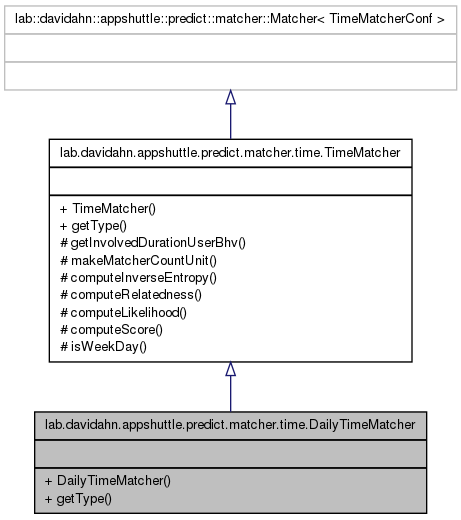 lab::davidahn::appshuttle::predict::matcher::Matcher< TimeMatcherConf >
lab.davidahn.appshuttle.predict.matcher.time.TimeMatcher
+ TimeMatcher()
+ getType()
# getInvolvedDurationUserBhv()
# makeMatcherCountUnit()
# computeInverseEntropy()
# computeRelatedness()
# computeLikelihood()
# computeScore()
# isWeekDay()
lab.davidahn.appshuttle.predict.matcher.time.DailyTimeMatcher
+ DailyTimeMatcher()
+ getType()